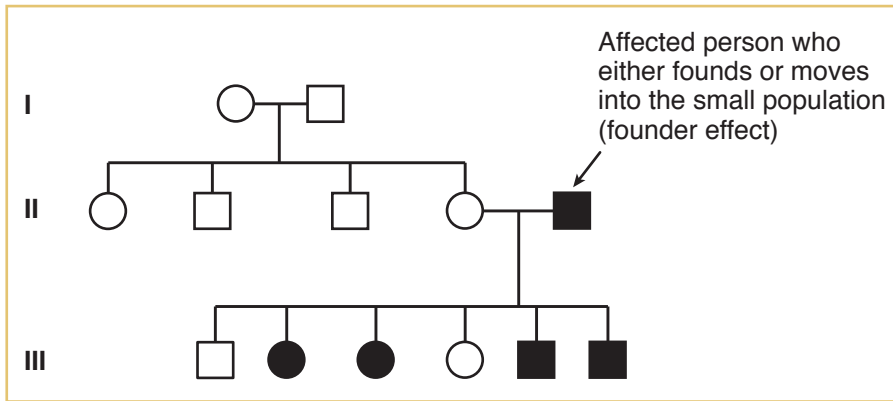 Affected person who
either founds or moves
into the small population
(founder effect)
I
II
III